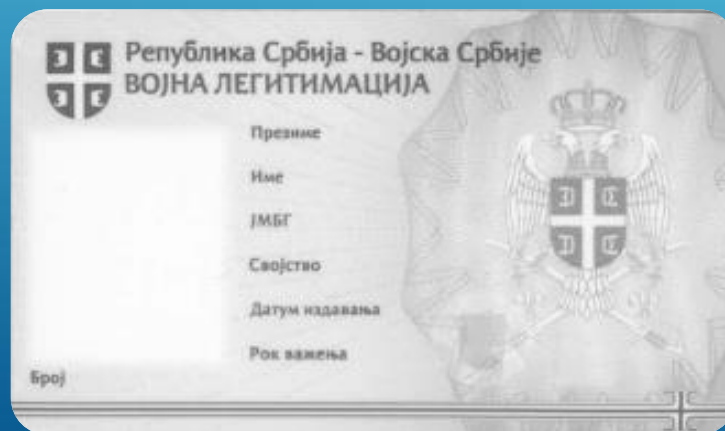 Република Србија - Војска Србије
ВОЈНА ЛЕГИТИМАЦИЈА
Презиме
Име
ЈМБГ
Својство
Датум издавања
Рок важења
Број